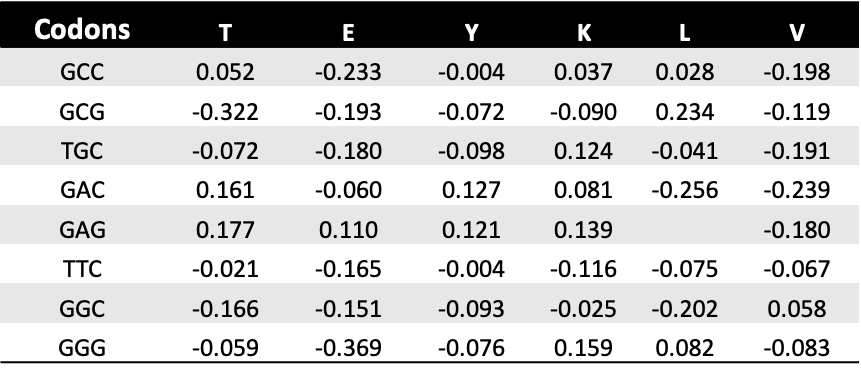 Codons T E Y K L V
GCC 0.052 -0.233 -0.004 0.037 0.028 -0.198
GCG -0.322 -0.193 -0.072 -0.090 0.234 -0.119
TGC -0.072 -0.180 -0.098 0.124 -0.041 -0.191
GAC 0.161 -0.060 0.127 0.081 -0.256 -0.239
GAG 0.177 0.110 0.121 0.139 -0.180
TTC -0.021 -0.165 -0.004 -0.116 -0.075 -0.067
GGC -0.166 -0.151 -0.093 -0.025 -0.202 0.058
GGG -0.059 -0.369 -0.076 0.159 0.082 -0.083